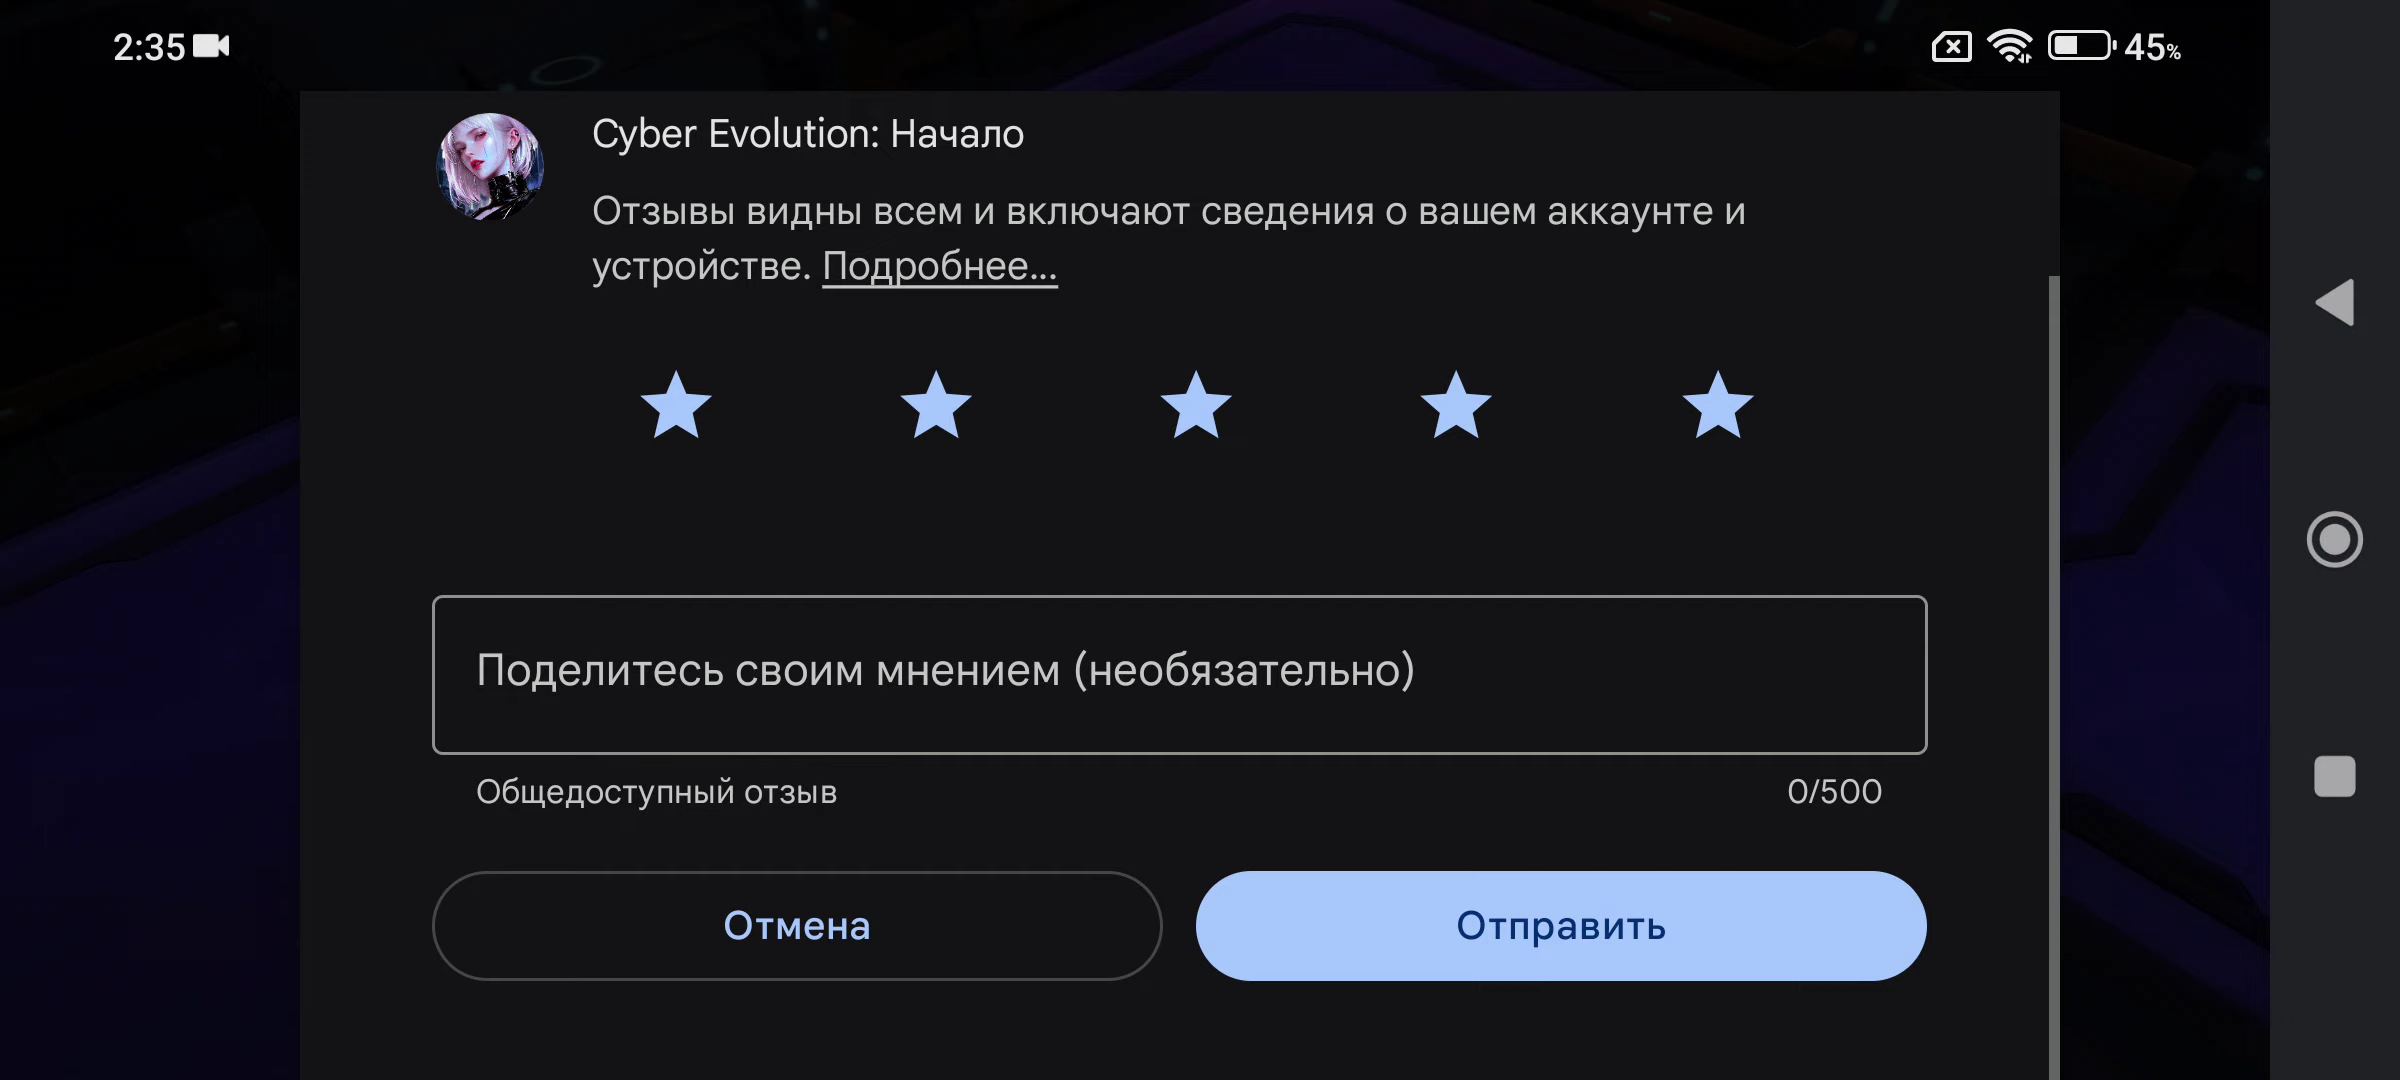 2:35
45%
Cyber Evolution: Начало
Отзывы видны всем и включают сведения о вашем аккаунте и
устройстве. Подробнее...
Поделитесь своим мнением (необязательно)
Общедоступный отзыв
0/500
Отмена
Отправить